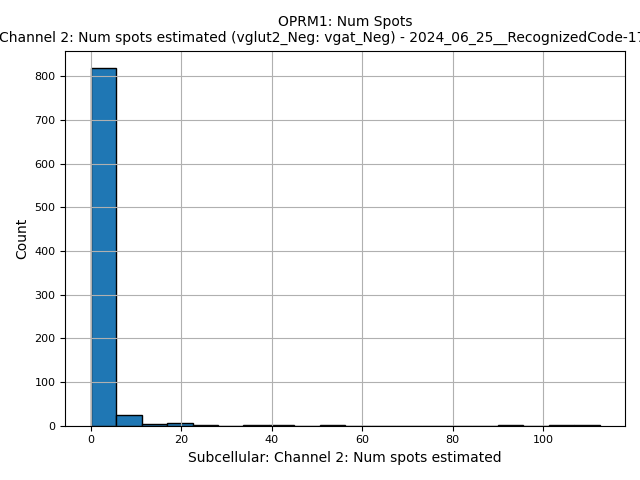 OPRM1: Num Spots
Channel 2: Num spots estimated (vglut2_Neg: vgat_Neg) - 2024_06_25__RecognizedCode-17
Count
800
700
600
500
400
300
200
100
0
0 20 40 60 80 100
Subcellular: Channel 2: Num spots estimated